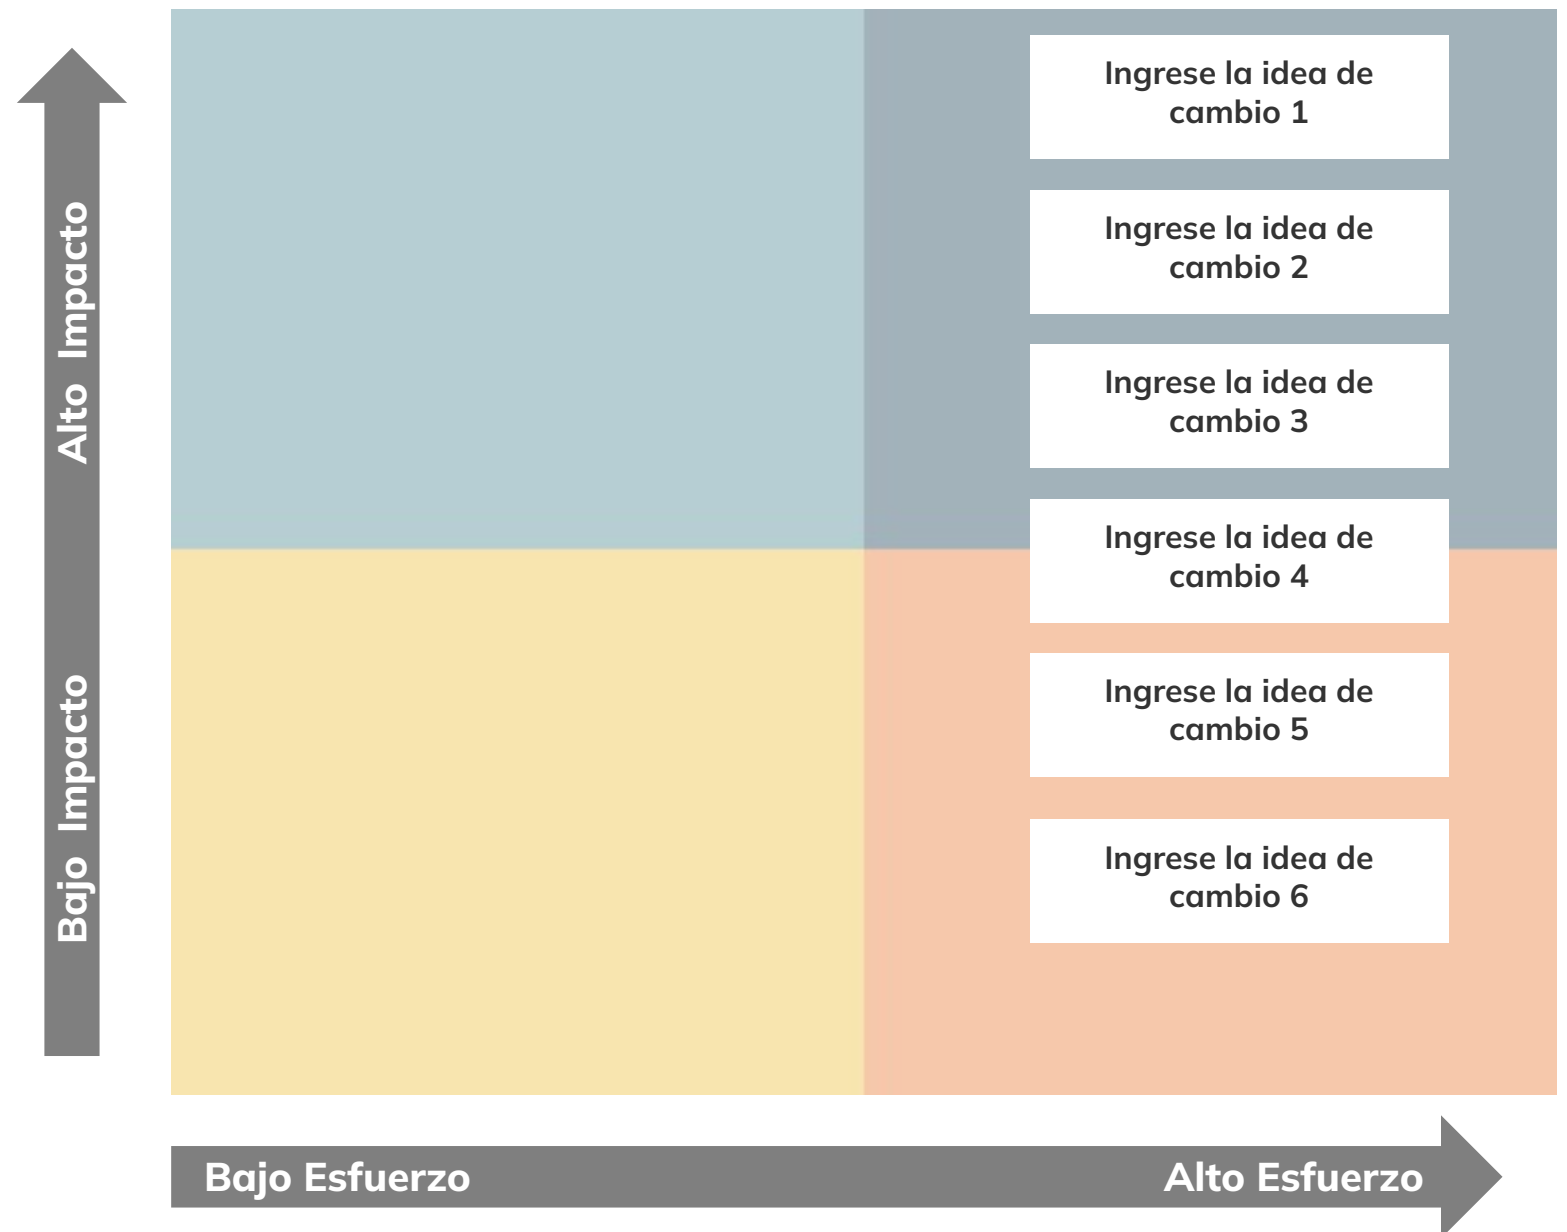 Ingrese la idea de
cambio 1
Ingrese la idea de
cambio 2
Ingrese la idea de
cambio 3
Ingrese la idea de
cambio 4
Ingrese la idea de
cambio 5
Ingrese la idea de
cambio 6
Alto Impacto
Bajo Impacto
Bajo Esfuerzo
Alto Esfuerzo